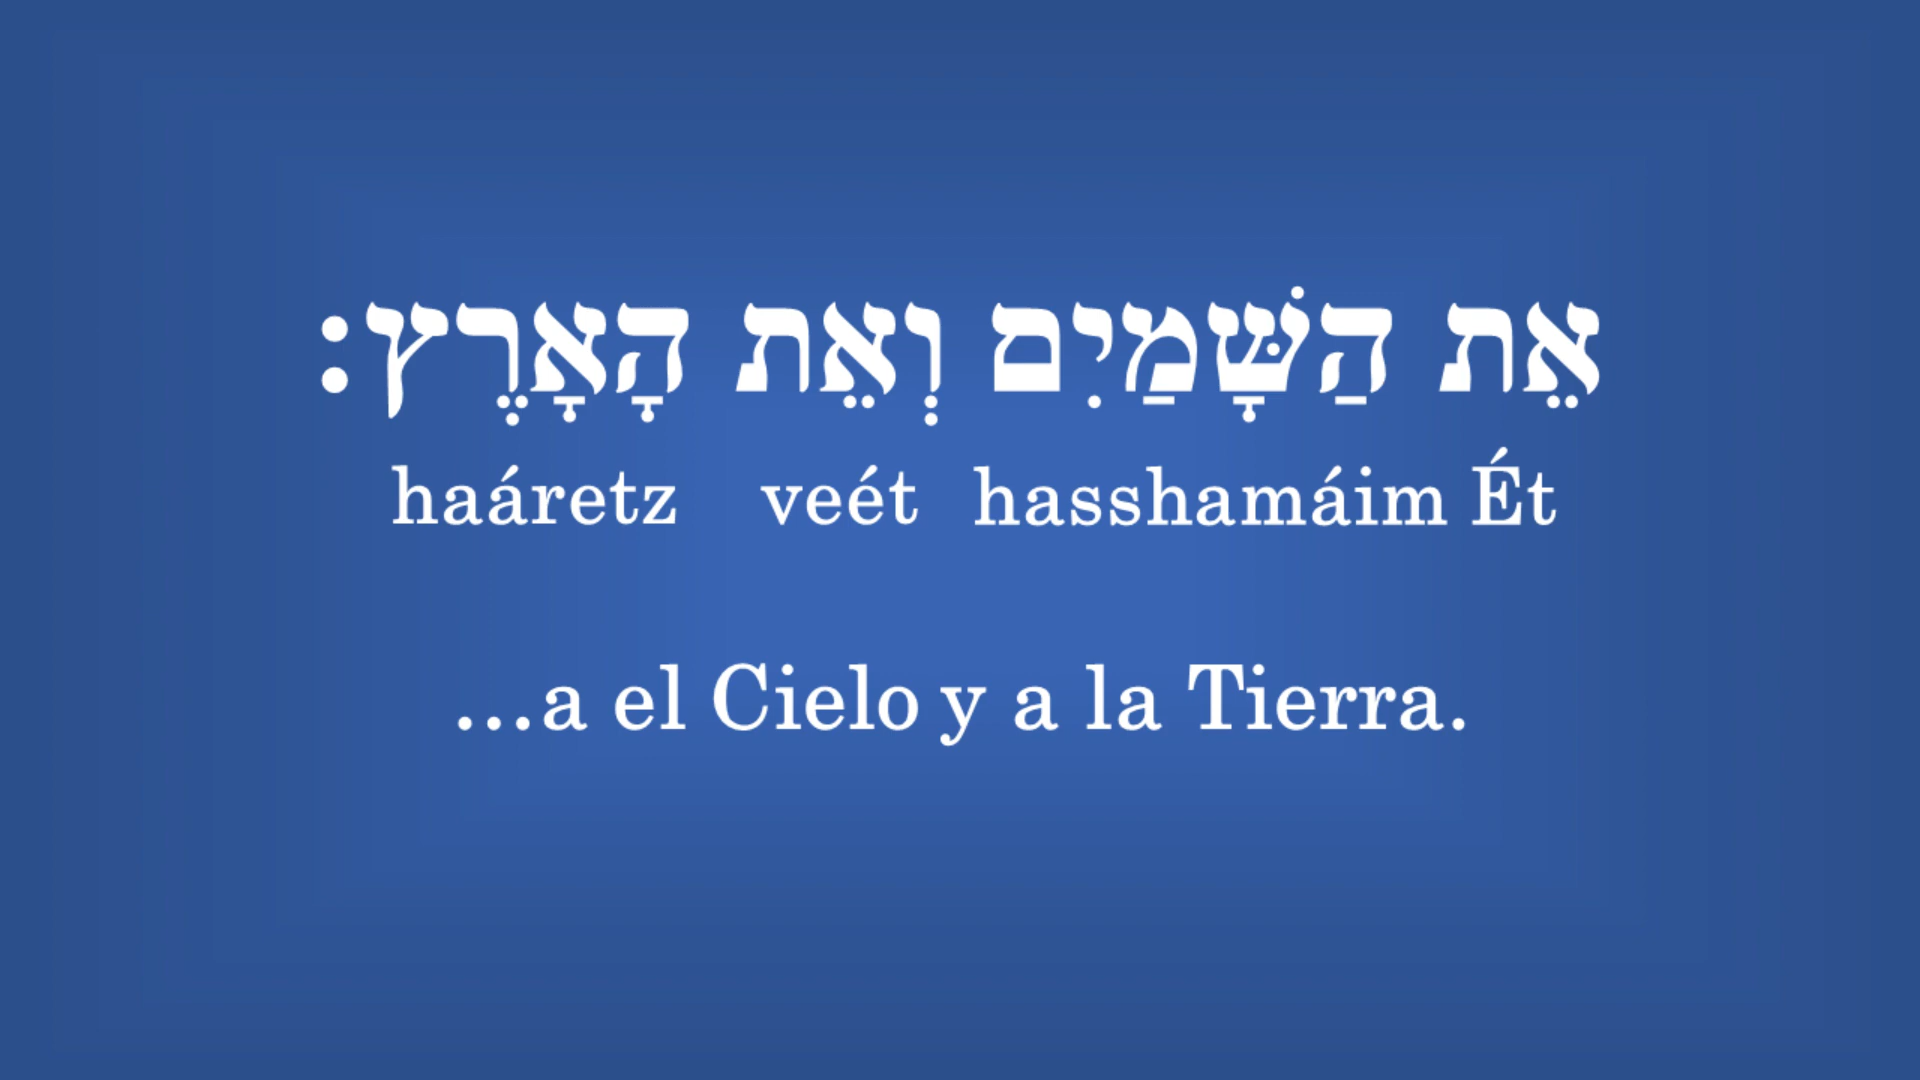 אֵת הַשָּׁמַיִם וְאֵת הָאָרֶץ׃
haáretz veét hasshamáim Ét
...a el Cielo y a la Tierra.